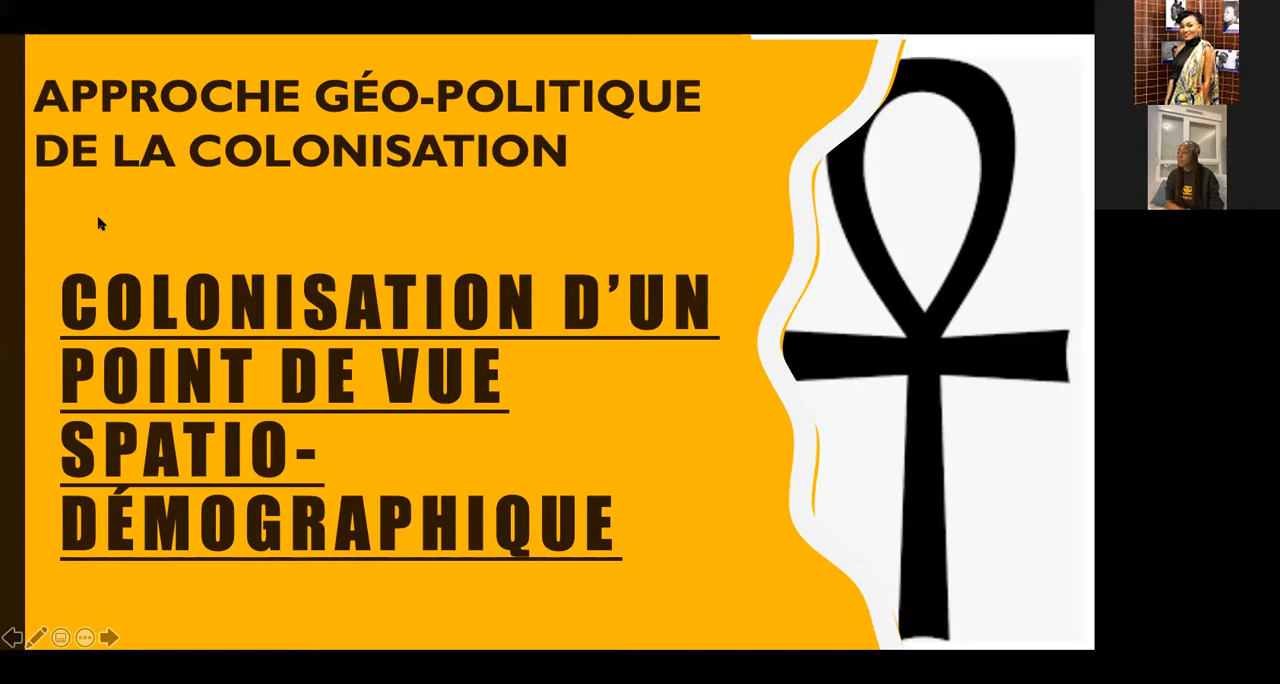 APPROCHE GÉO-POLITIQUE
DE LA COLONISATION
COLONISATION D’UN
POINT DE VUE
SPATIO-
DÉMOGRAPHIQUE